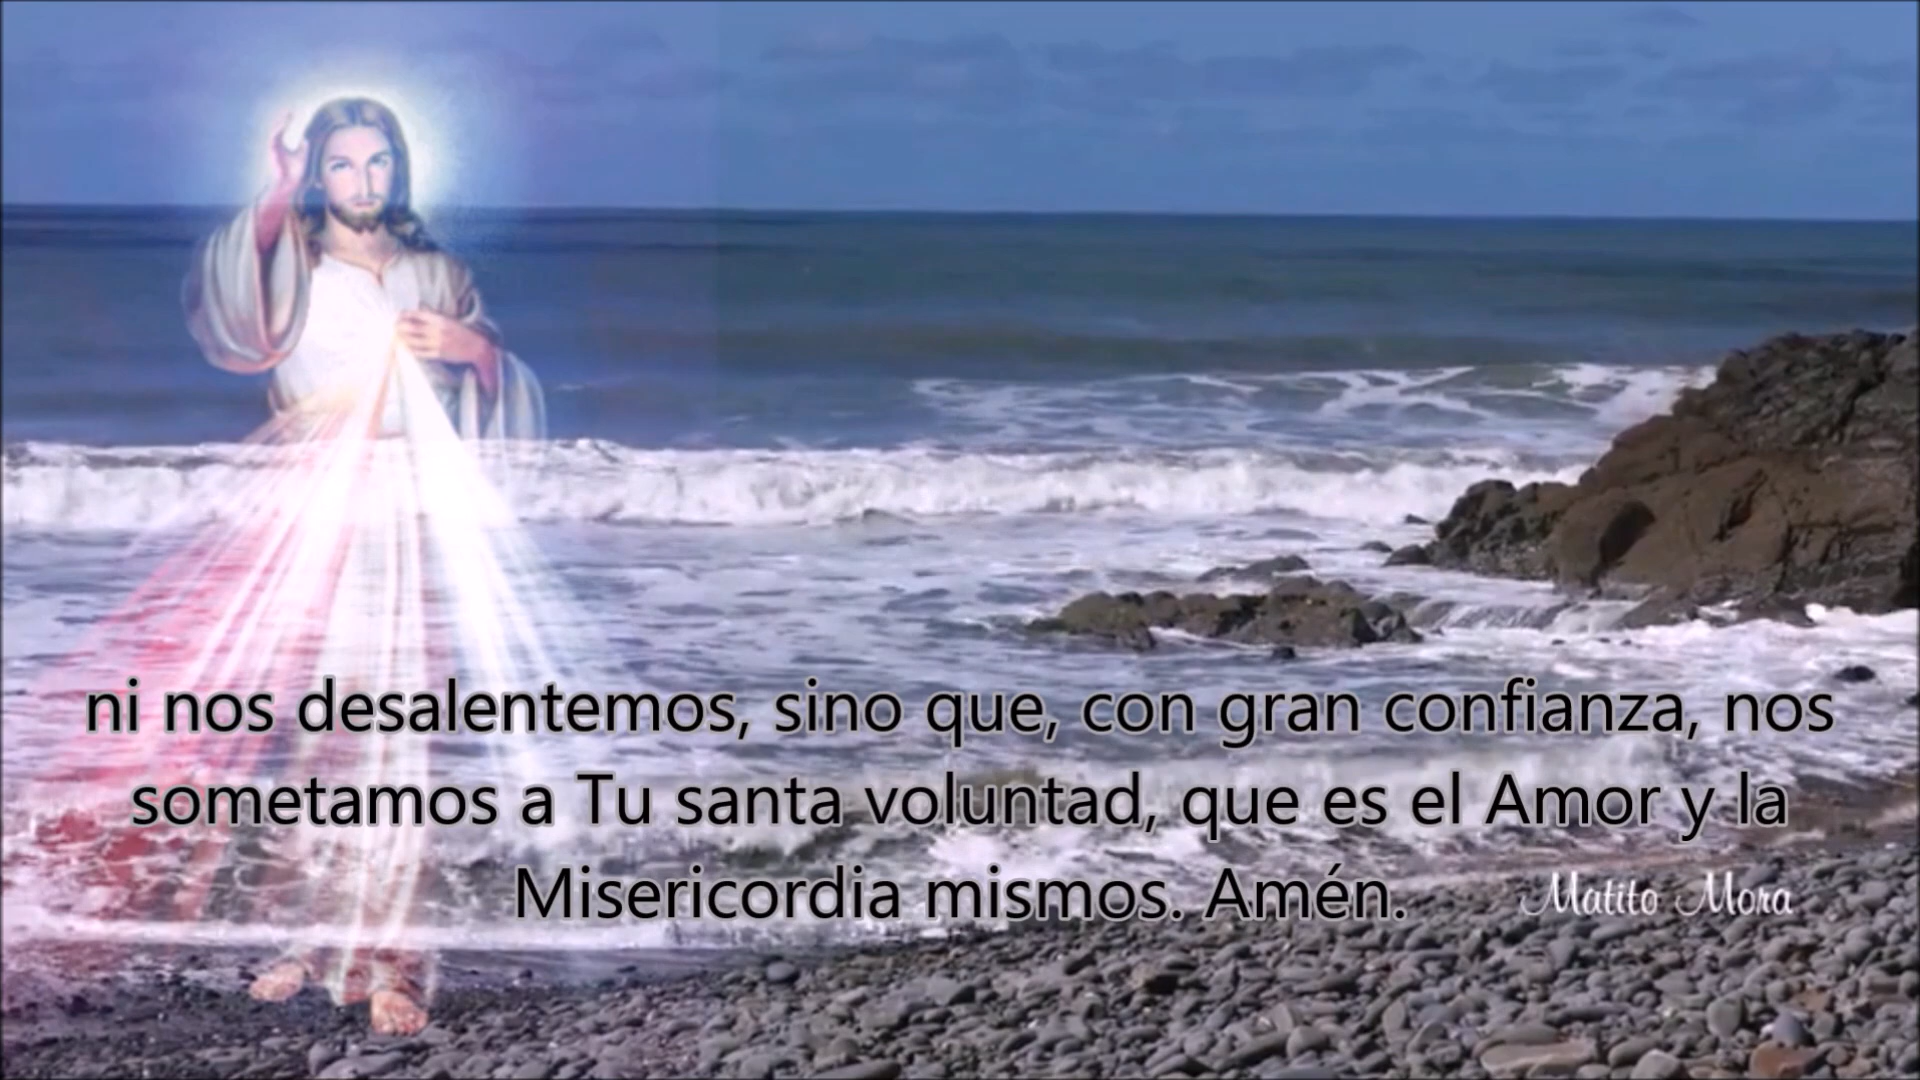 ni nos desalentemos, sino que, con gran confianza, nos
sometamos a Tu santa voluntad, que es el Amor y la
Misericordia mismos. Amén.
Matito Mora